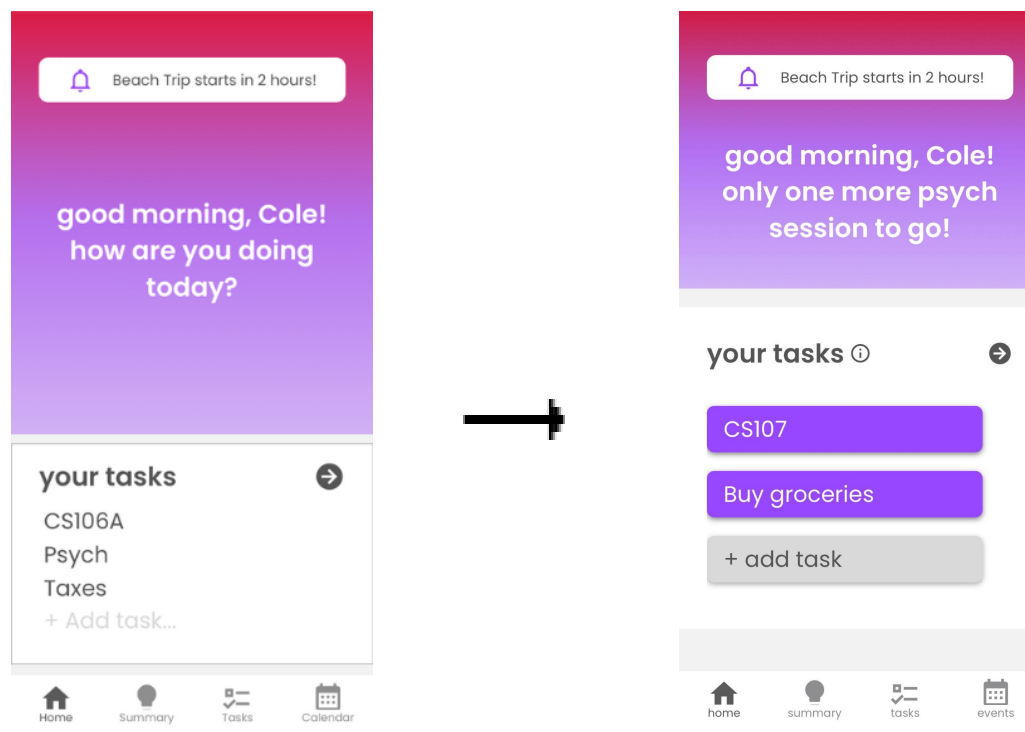 Beach Trip starts in 2 hours!
good morning, Cole!
how are you doing
today?
your tasks
CS106A
Psych
Taxes
+ Add task...
Home
Summary
Tasks
Calendar
Beach Trip starts in 2 hours!
good morning, Cole!
only one more psych
session to go!
your tasks
CS107
Buy groceries
+ add task
home
summary
tasks
events